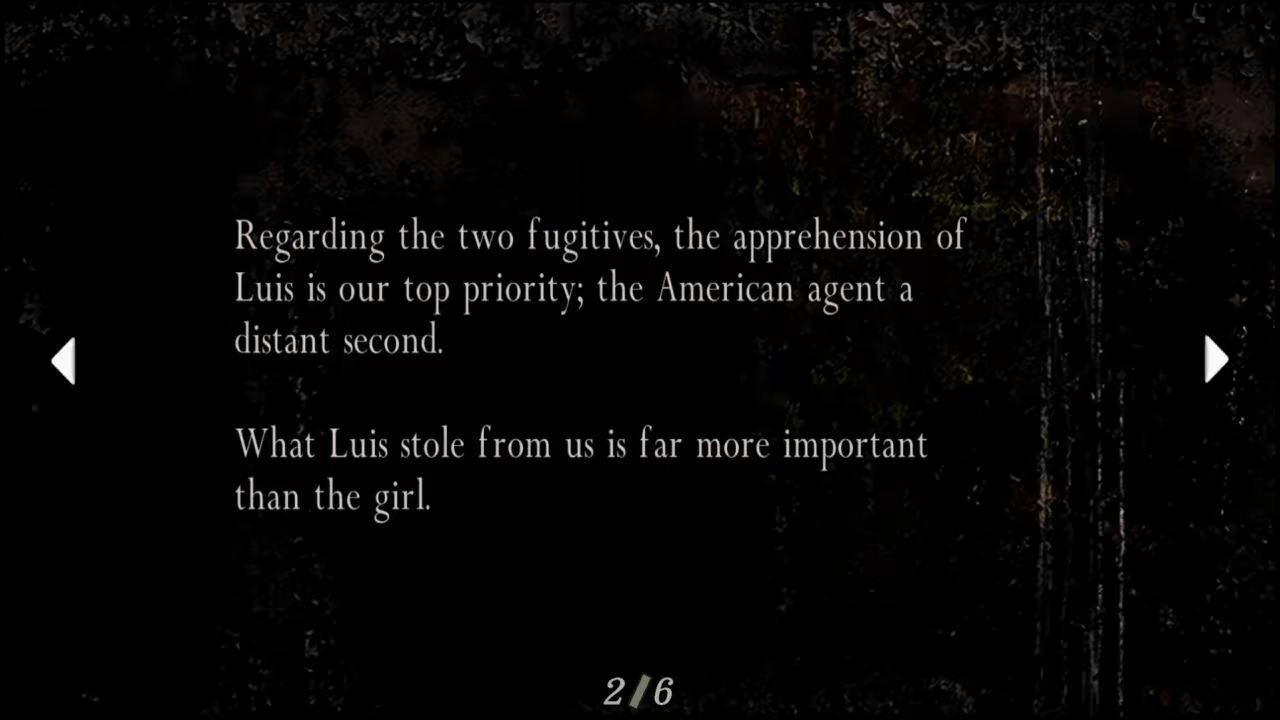 Regarding the two fugitives, the apprehension of
Luis is our top priority; the American agent a
distant second.
What Luis stole from us is far more important
than the girl.
2/6